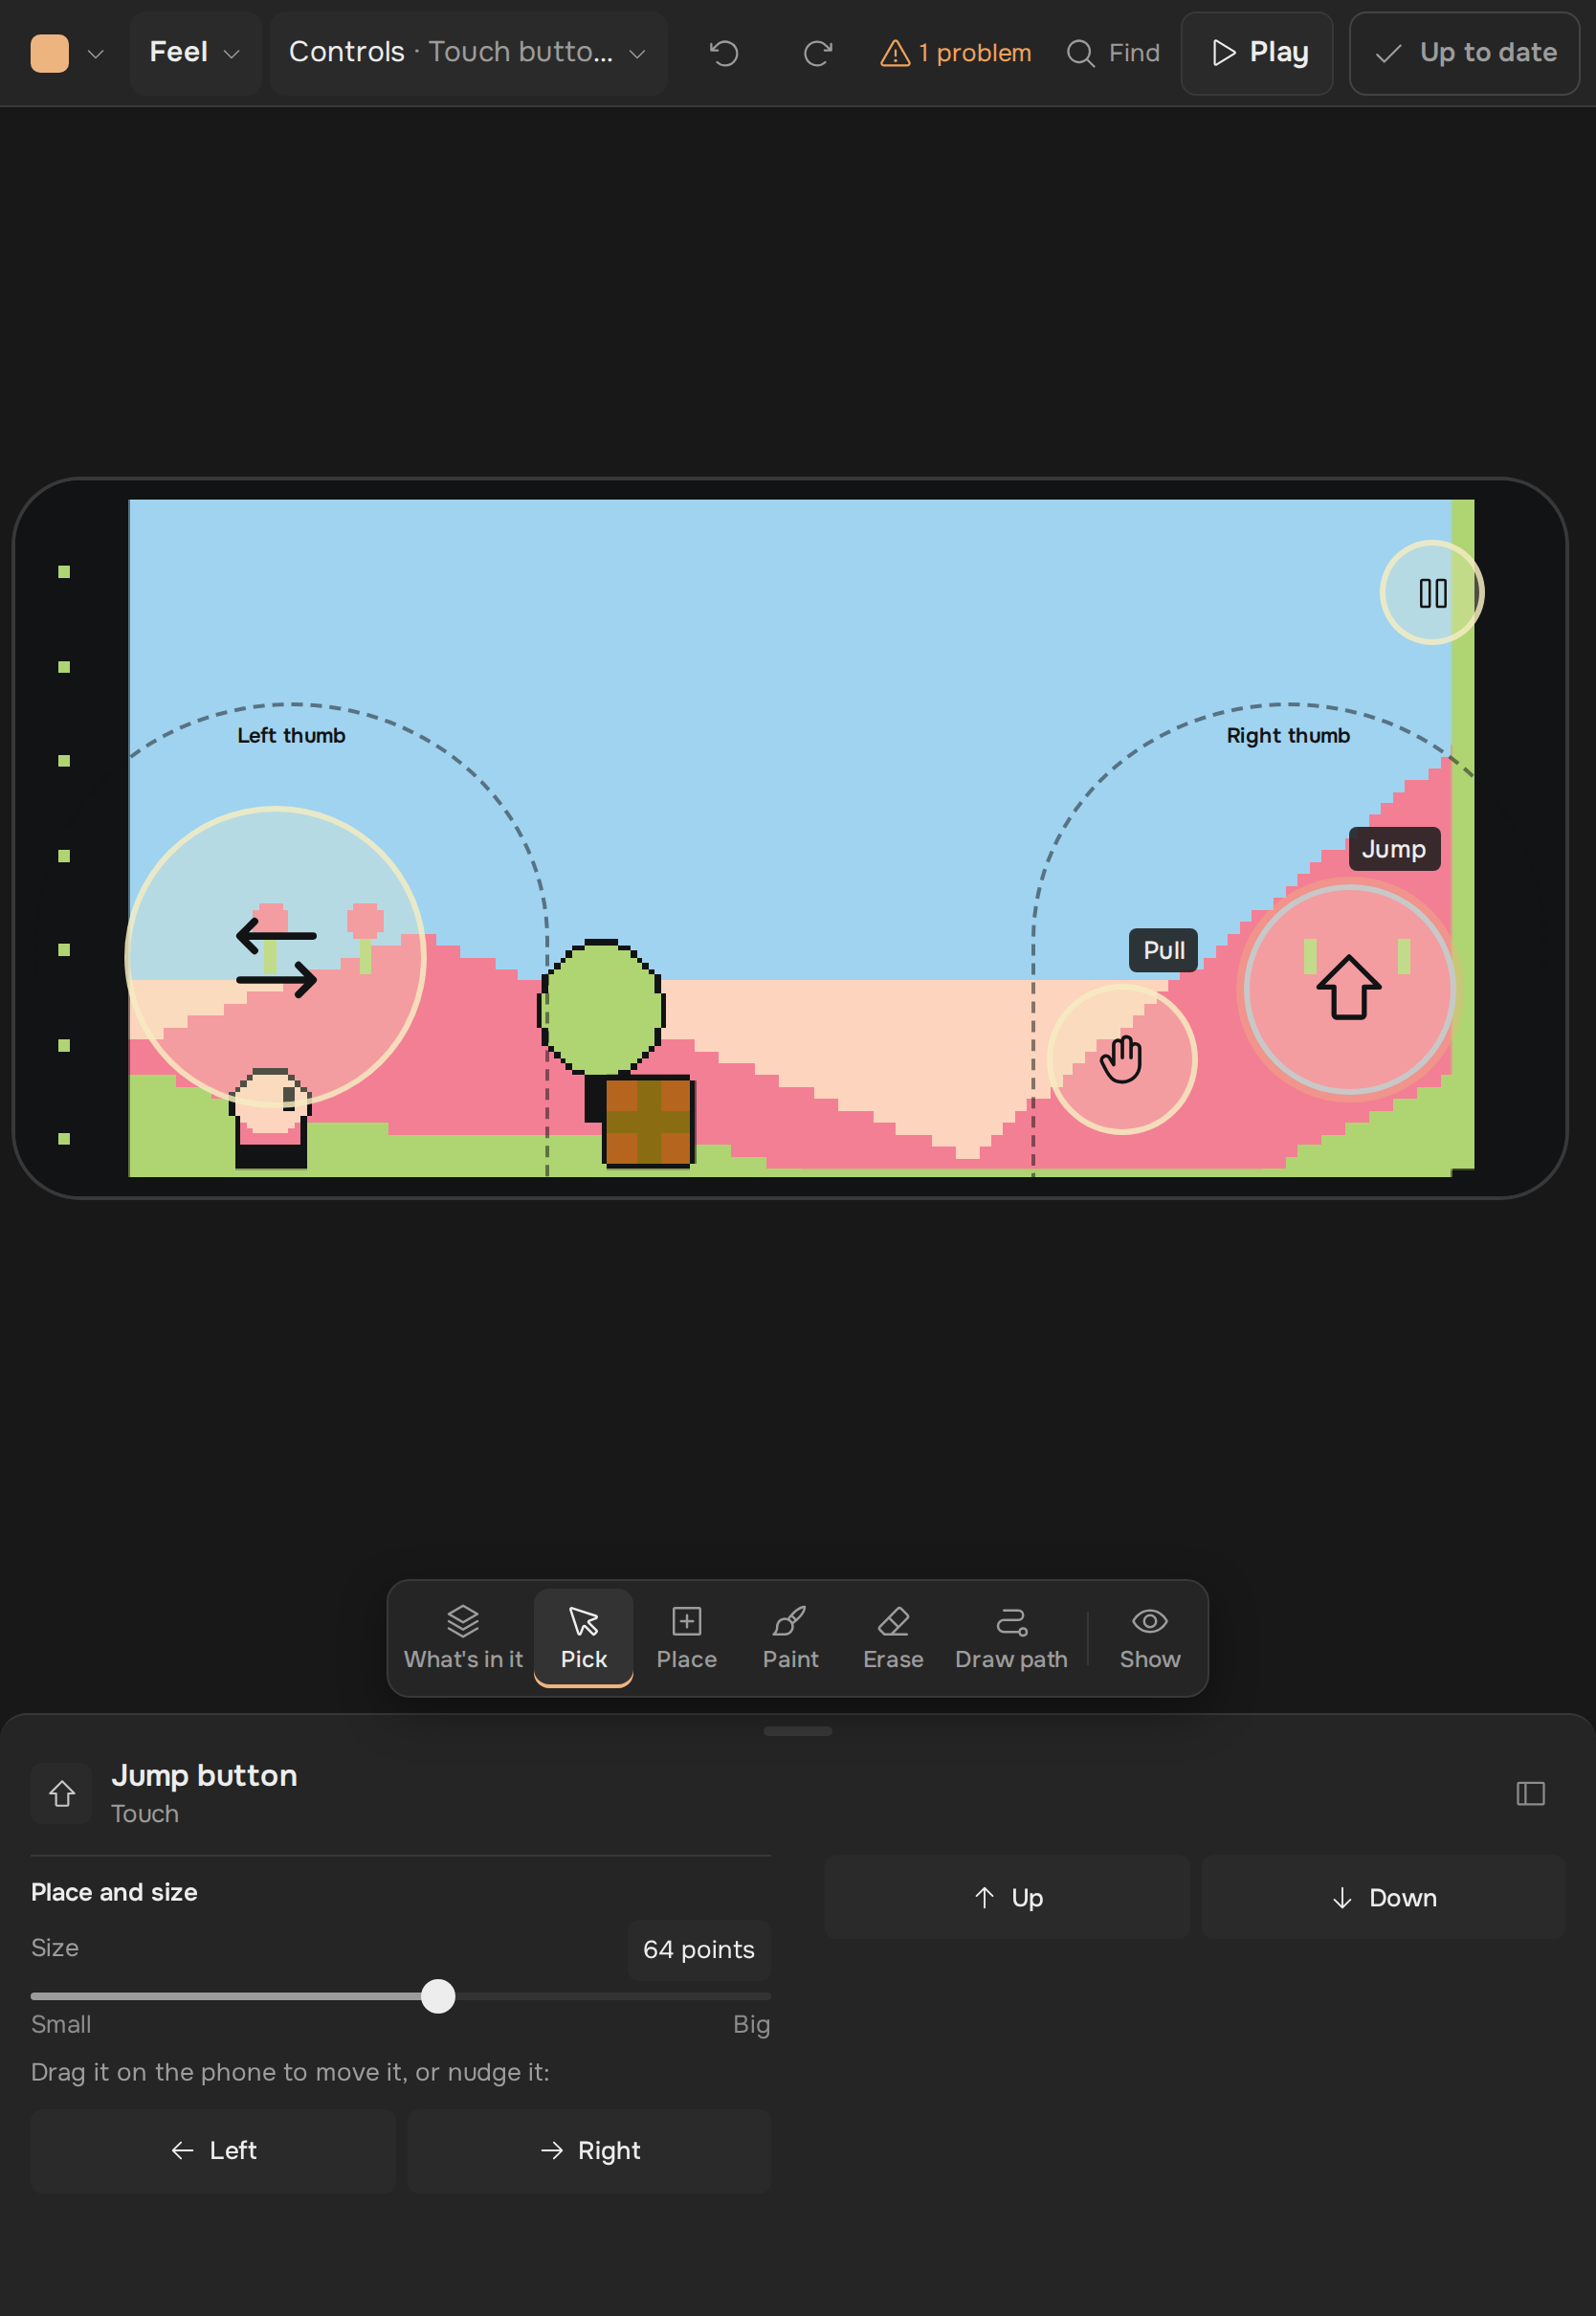 Feel
Controls · Touch butto...
1 problem
Find
Play
Up to date
Left thumb
Right thumb
Jump
Pull
What's in it
Pick
Place
Paint
Erase
Draw path
Show
Jump button
Touch
Place and size
Size
64 points
Small
Big
Drag it on the phone to move it, or nudge it:
Left
Right
Up
Down